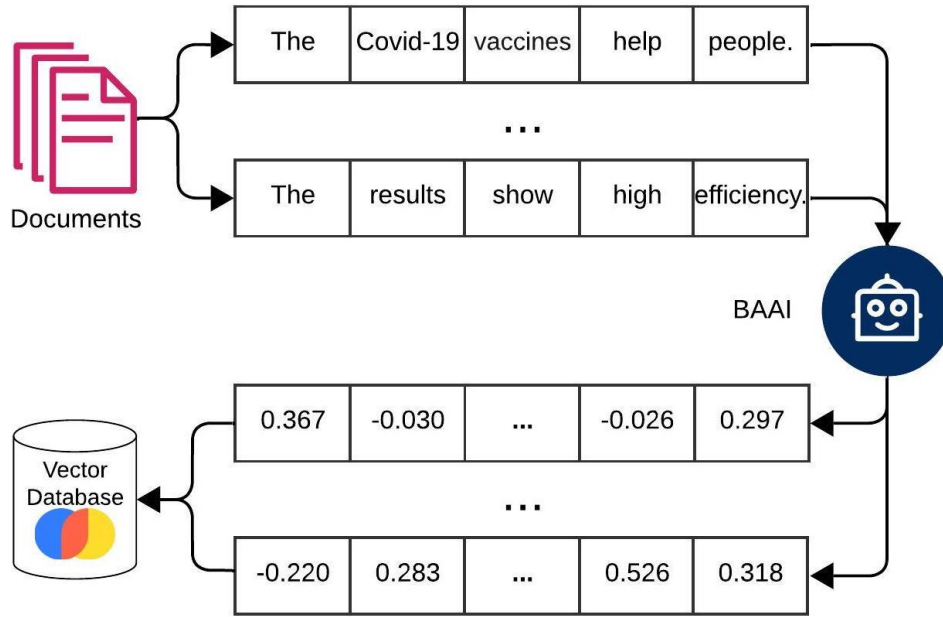 The Covid-19 vaccines help people.
...
The results show high efficiency.
Documents
BAAI
0.367 -0.030 ... -0.026 0.297
...
-0.220 0.283 ... 0.526 0.318
Vector
Database